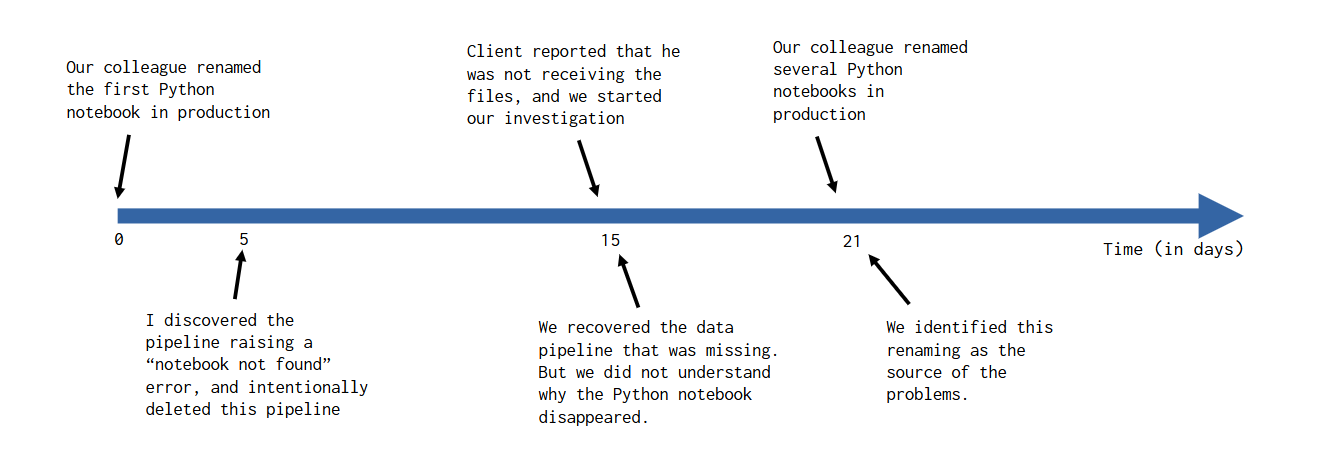 Our colleague renamed
the first Python
notebook in production
Client reported that he
was not receiving the
files, and we started
our investigation
Our colleague renamed
several Python
notebooks in
production
0
5
15
21
Time (in days)
I discovered the
pipeline raising a
“notebook not found”
error, and intentionally
deleted this pipeline
We recovered the data
pipeline that was missing.
But we did not understand
why the Python notebook
disappeared.
We identified this
renaming as the
source of the
problems.